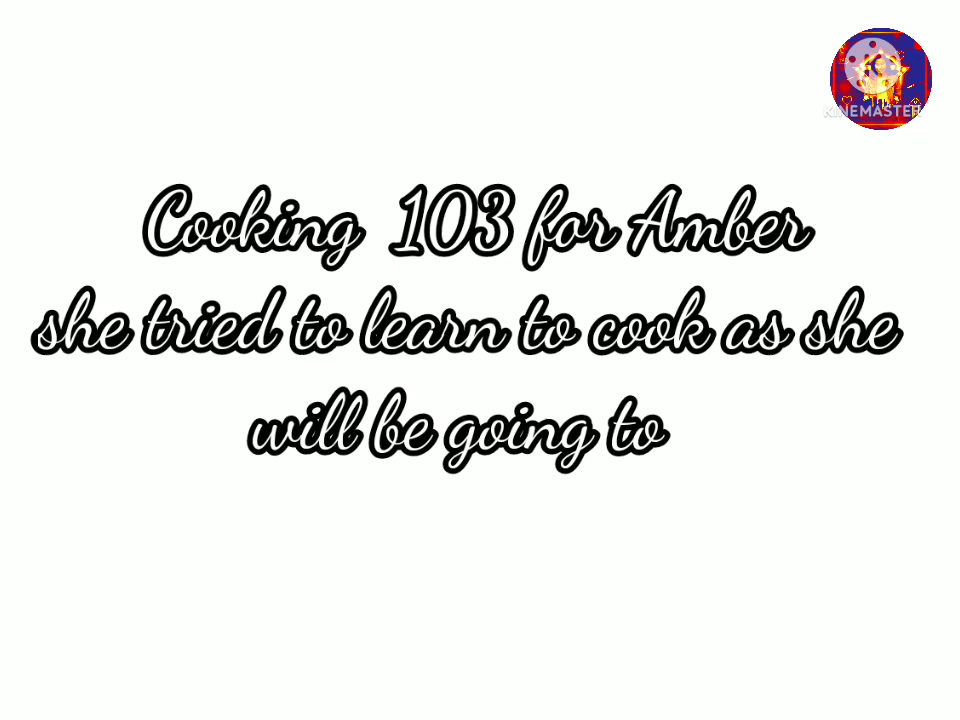 KINEMASTER
Cooking 103 for Amber
she tried to learn to cook as she
will be going to